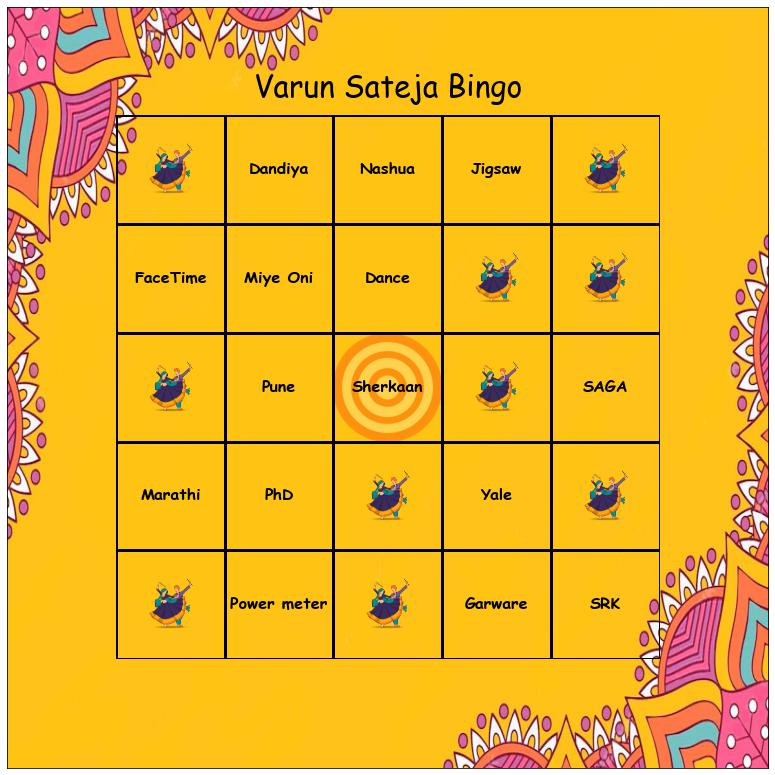 Varun Sateja Bingo
Dandiya Nashua Jigsaw
FaceTime Miye Oni Dance
Pune Sherkaan SAGA
Marathi PhD Yale
Power meter Garware SRK